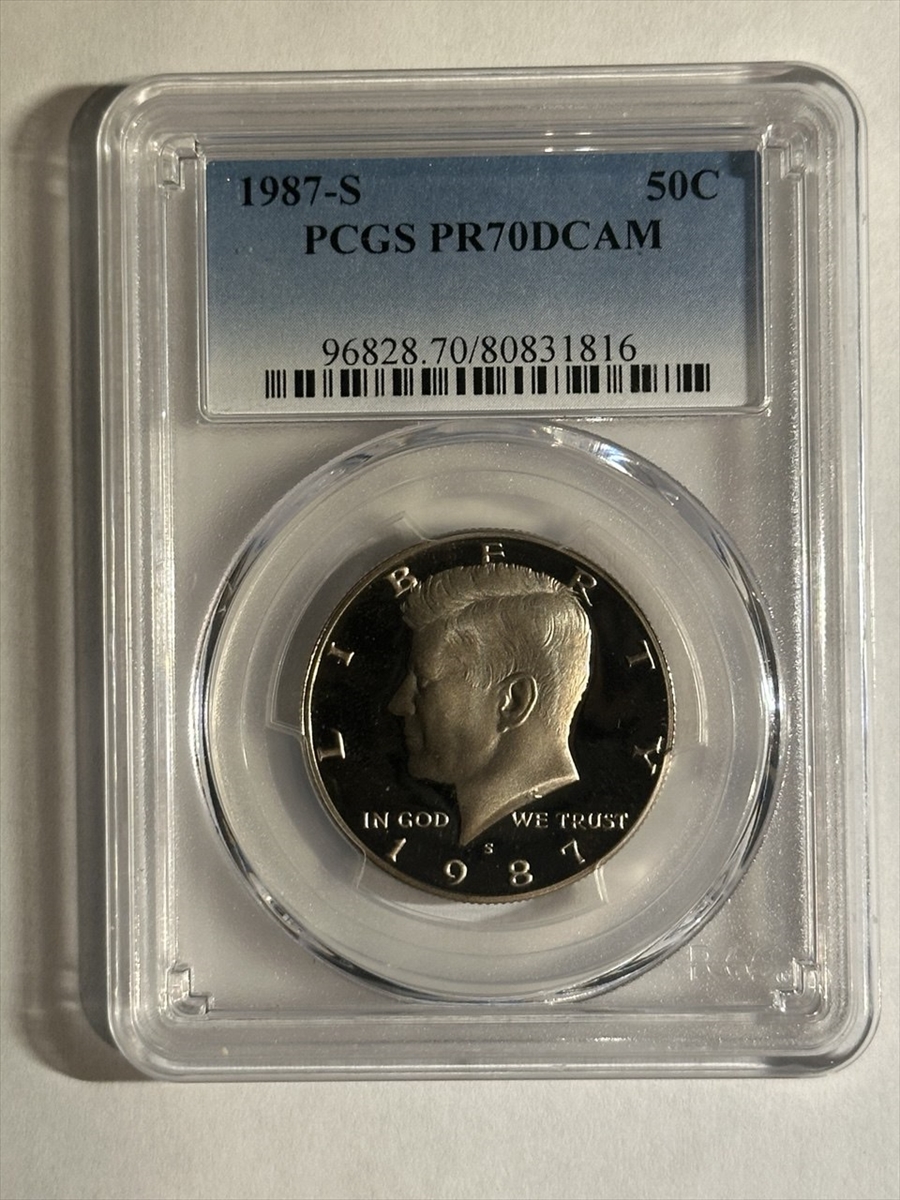 1987-S 50C
PCGS PR70DCAM
96828.70/80831816
LIBERTY
IN GOD WE TRUST
S
1987